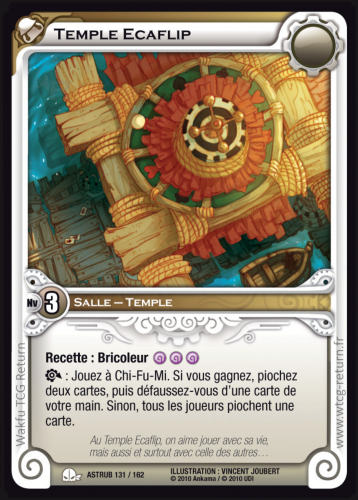 Temple Ecaflip
Nv 3 Salle – Temple
Recette : Bricoleur
: Jouez à Chi-Fu-Mi. Si vous gagnez, piochez
deux cartes, puis défaussez-vous d'une carte de
votre main. Sinon, tous les joueurs piochent une
carte.
Au Temple Ecaflip, on aime jouer avec sa vie,
mais aussi et surtout avec celle des autres...
ASTRUB 131 / 162
ILLUSTRATION : VINCENT JOUBERT
© 2010 Ankama / © 2010 UDI
Wakfu TCG Return
www.wtcg-return.fr